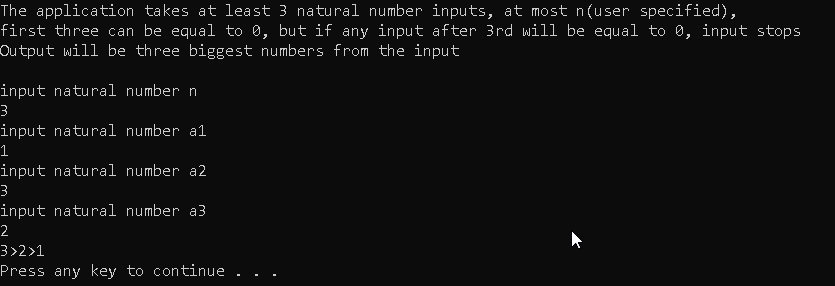 The application takes at least 3 natural number inputs, at most n(user specified),
first three can be equal to 0, but if any input after 3rd will be equal to 0, input stops
Output will be three biggest numbers from the input

input natural number n
3
input natural number a1
1
input natural number a2
3
input natural number a3
2
3>2>1
Press any key to continue . . .